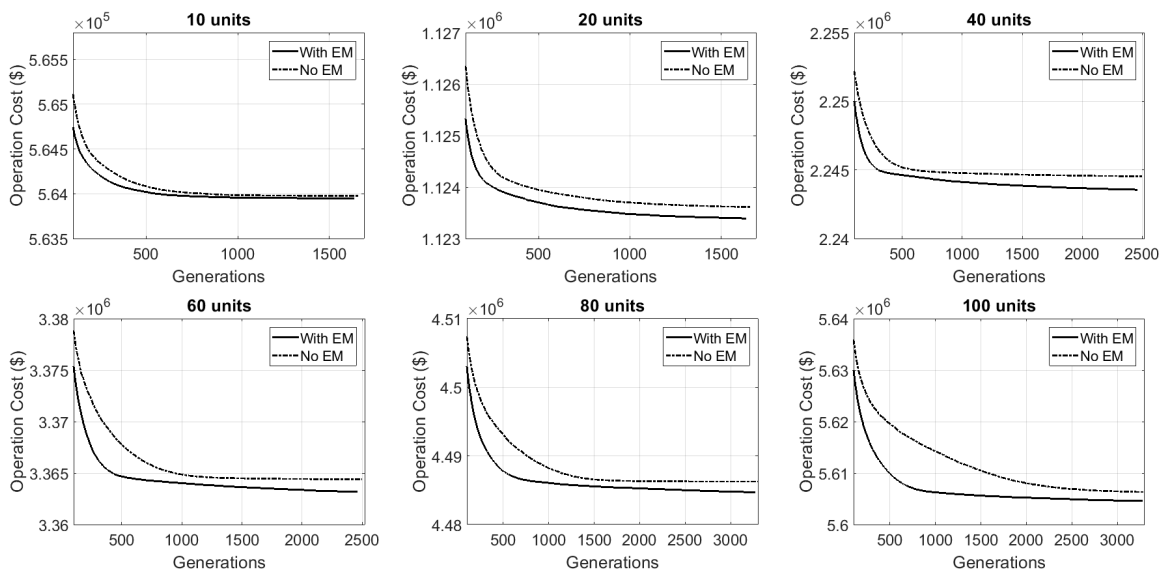 10 units
×10^5
5.655
5.65
5.645
5.64
5.635
Operation Cost ($)
With EM
No EM
500
1000
1500
Generations
20 units
×10^6
1.127
1.126
1.125
1.124
1.123
Operation Cost ($)
With EM
No EM
500
1000
1500
Generations
40 units
×10^6
2.255
2.25
2.245
2.24
Operation Cost ($)
With EM
No EM
500
1000
1500
2000
2500
Generations
60 units
×10^6
3.38
3.375
3.37
3.365
3.36
Operation Cost ($)
With EM
No EM
500
1000
1500
2000
2500
Generations
80 units
×10^6
4.51
4.5
4.49
4.48
Operation Cost ($)
With EM
No EM
500
1000
1500
2000
2500
3000
Generations
100 units
×10^6
5.64
5.63
5.62
5.61
5.6
Operation Cost ($)
With EM
No EM
500
1000
1500
2000
2500
3000
Generations